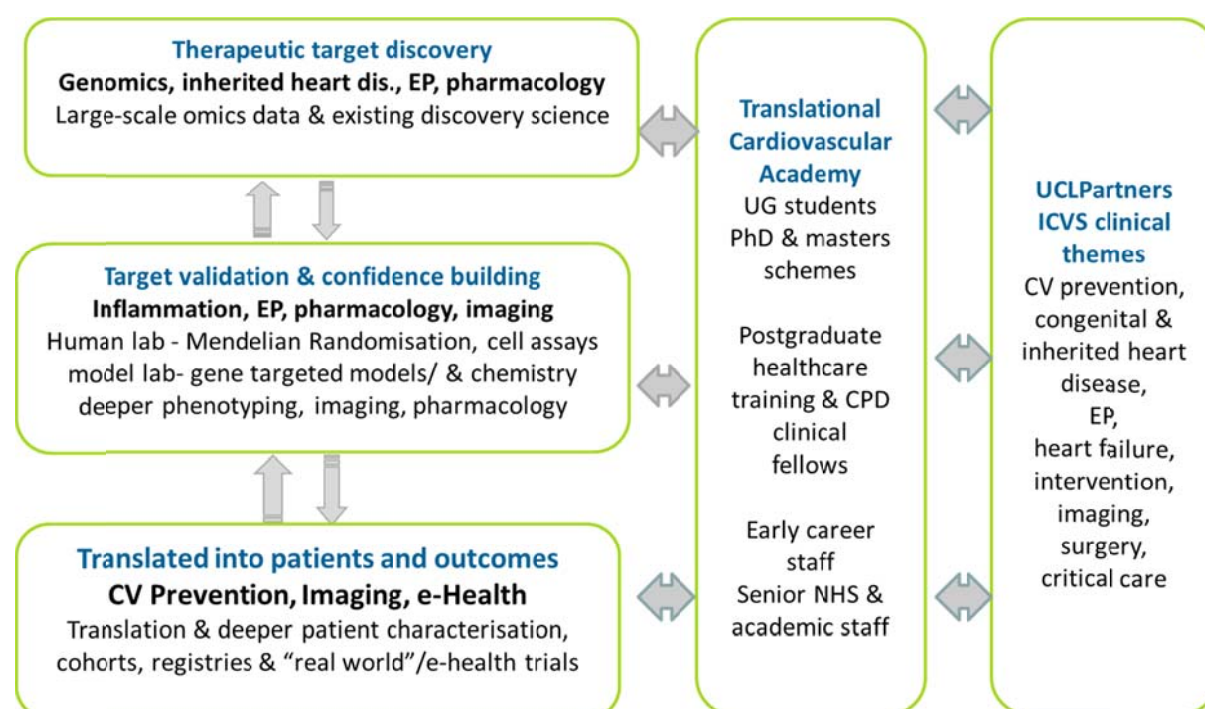 Therapeutic target discovery
Genomics, inherited heart dis., EP, pharmacology
Large-scale omics data & existing discovery science
Target validation & confidence building
Inflammation, EP, pharmacology, imaging
Human lab - Mendelian Randomisation, cell assays
model lab- gene targeted models/ & chemistry
deeper phenotyping, imaging, pharmacology
Translated into patients and outcomes
CV Prevention, Imaging, e-Health
Translation & deeper patient characterisation,
cohorts, registries & “real world”/e-health trials
Translational
Cardiovascular
Academy
UG students
PhD & masters
schemes
Postgraduate
healthcare
training & CPD
clinical
fellows
Early career
staff
Senior NHS &
academic staff
UCLPartners
ICVS clinical
themes
CV prevention,
congenital &
inherited heart
disease,
EP,
heart failure,
intervention,
imaging,
surgery,
critical care